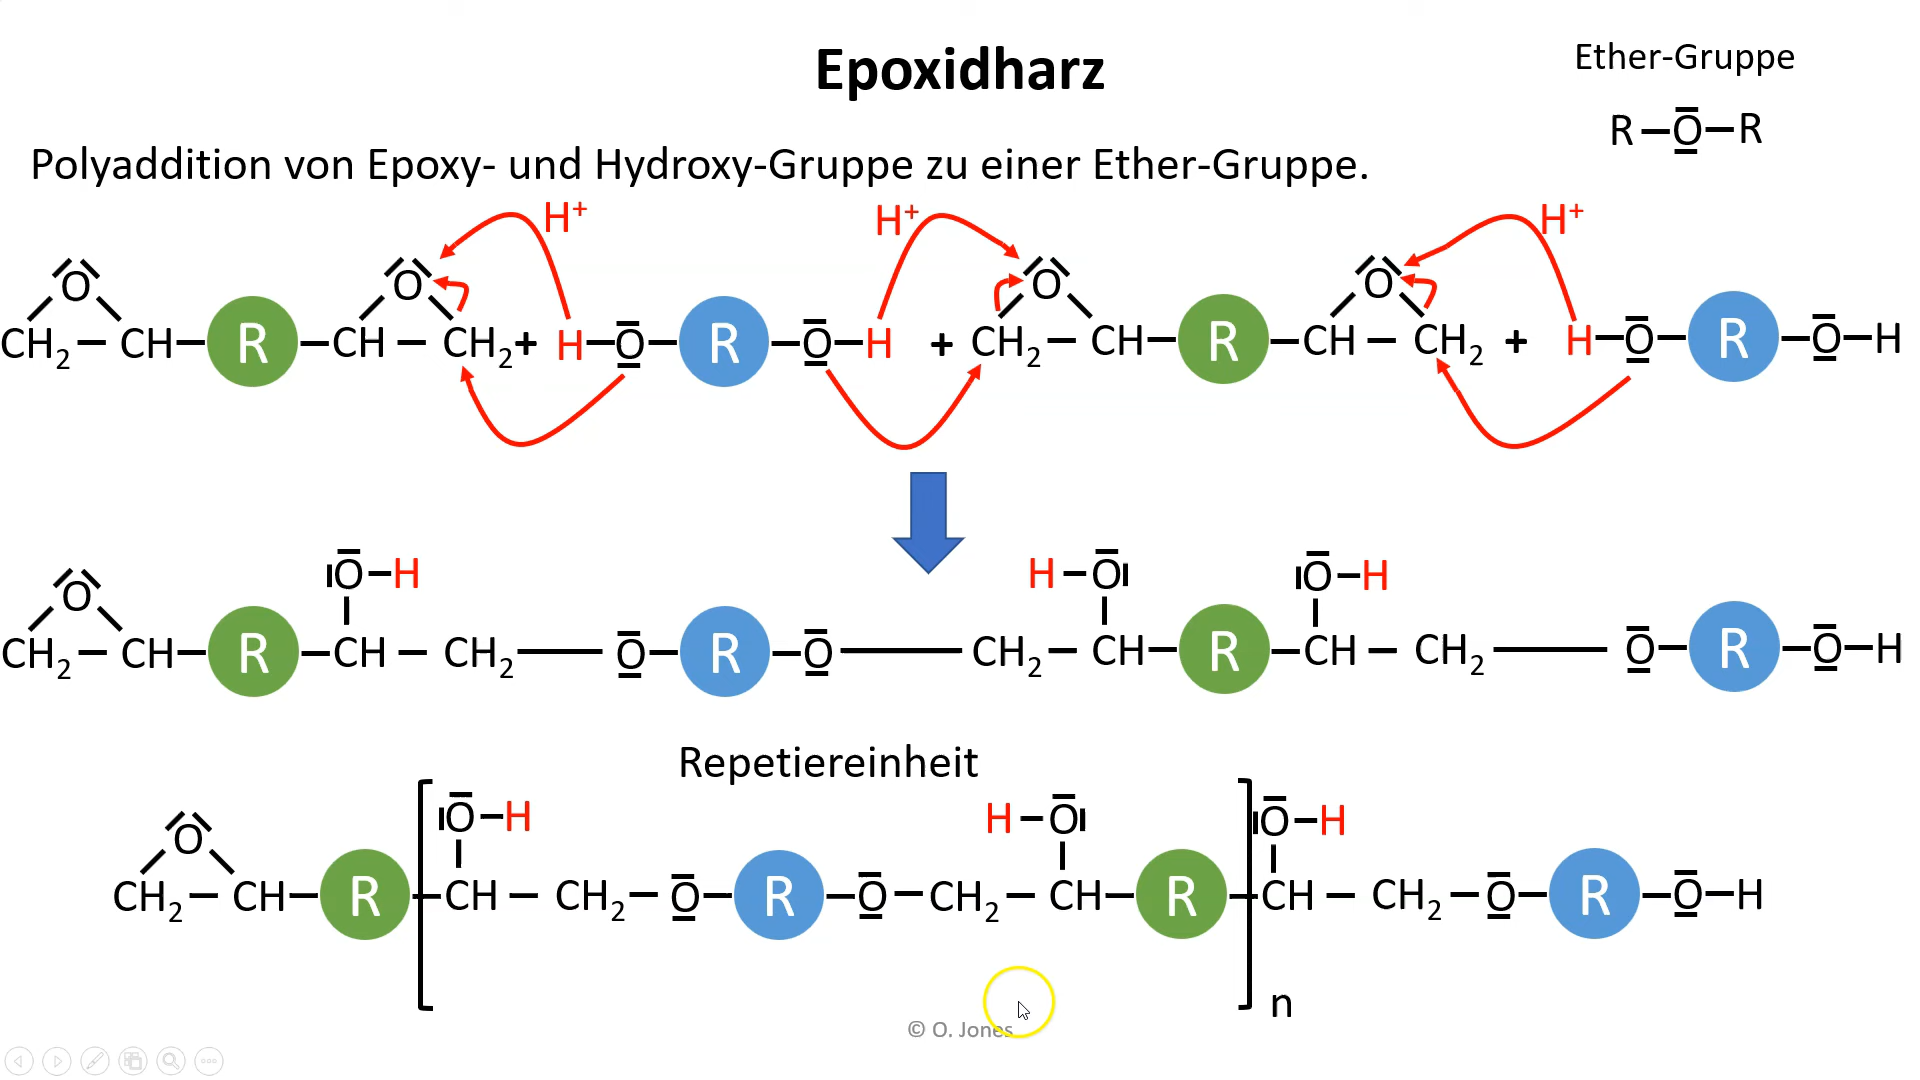 Epoxidharz
Ether-Gruppe
R–O–R
Polyaddition von Epoxy- und Hydroxy-Gruppe zu einer Ether-Gruppe.
H⁺ H⁺ H⁺
O O O O
CH₂ – CH – R – CH – CH₂ + H–O – R – O–H + CH₂ – CH – R – CH – CH₂ + H–O – R – O–H
O O–H H–O O–H
CH₂ – CH – R – CH – CH₂ — O – R – O — CH₂ – CH – R – CH – CH₂ — O – R – O–H
Repetiereinheit
O [ O–H H–O ] O–H
CH₂ – CH – R – CH – CH₂ – O – R – O – CH₂ – CH – R – CH – CH₂ – O – R – O–H
n
© O. Jones